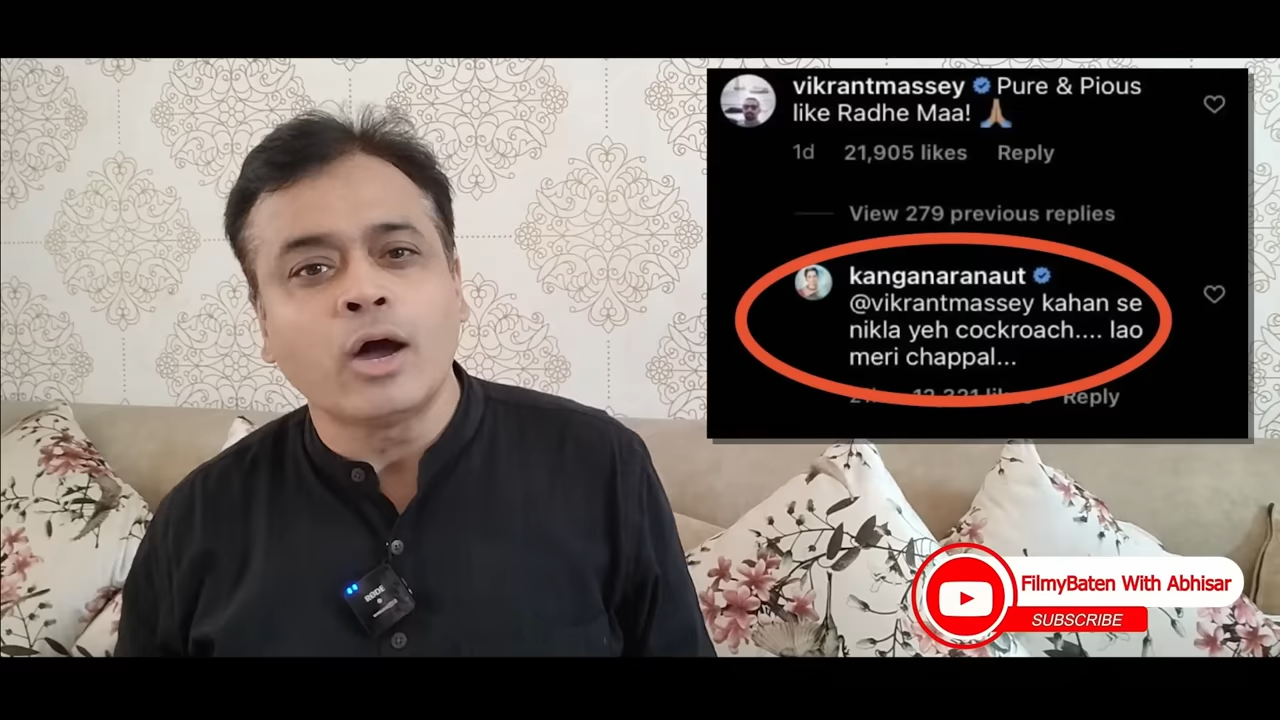 vikrantmassey Pure & Pious
like Radhe Maa! 🙏
1d 21,905 likes Reply
View 279 previous replies
kanganaranaut
@vikrantmassey kahan se
nikla yeh cockroach.... lao
meri chappal...
Reply
RØDE
FilmyBaten With Abhisar
SUBSCRIBE